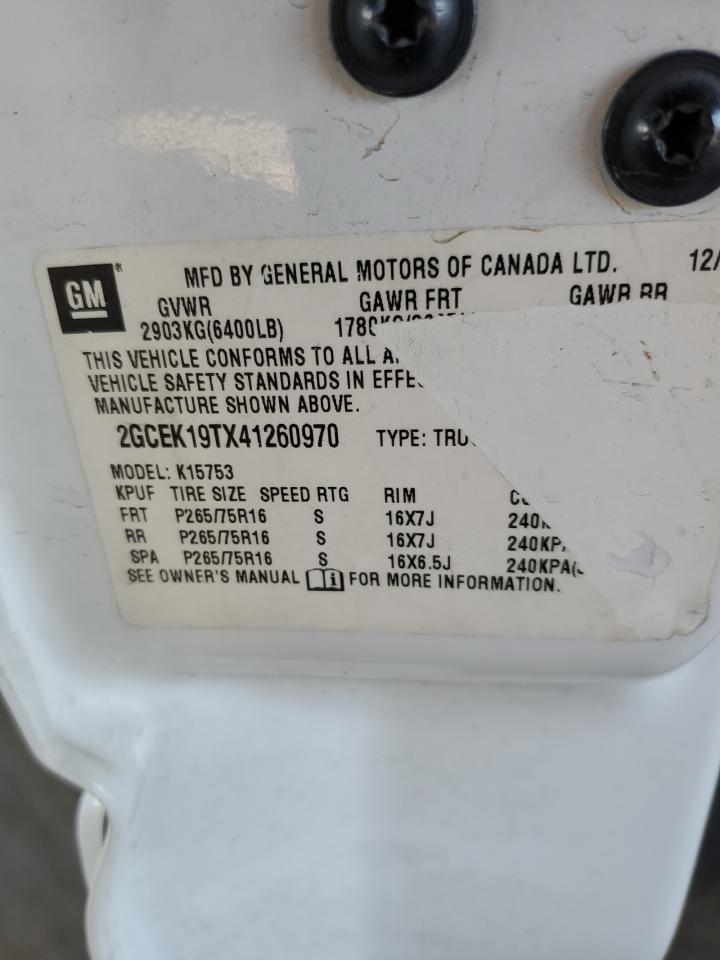 GM ®
MFD BY GENERAL MOTORS OF CANADA LTD. 12/
GVWR GAWR FRT GAWR RR
2903KG(6400LB)
THIS VEHICLE CONFORMS TO ALL
VEHICLE SAFETY STANDARDS IN
MANUFACTURE SHOWN ABOVE.
2GCEK19TX41260970 TYPE:
MODEL: K15753
KPUF TIRE SIZE SPEED RTG RIM
FRT P265/75R16 S 16X7J
RR P265/75R16 S 16X7J
SPA P265/75R16 S 16X6.5J 240KPA
SEE OWNER'S MANUAL FOR MORE INFORMATION.